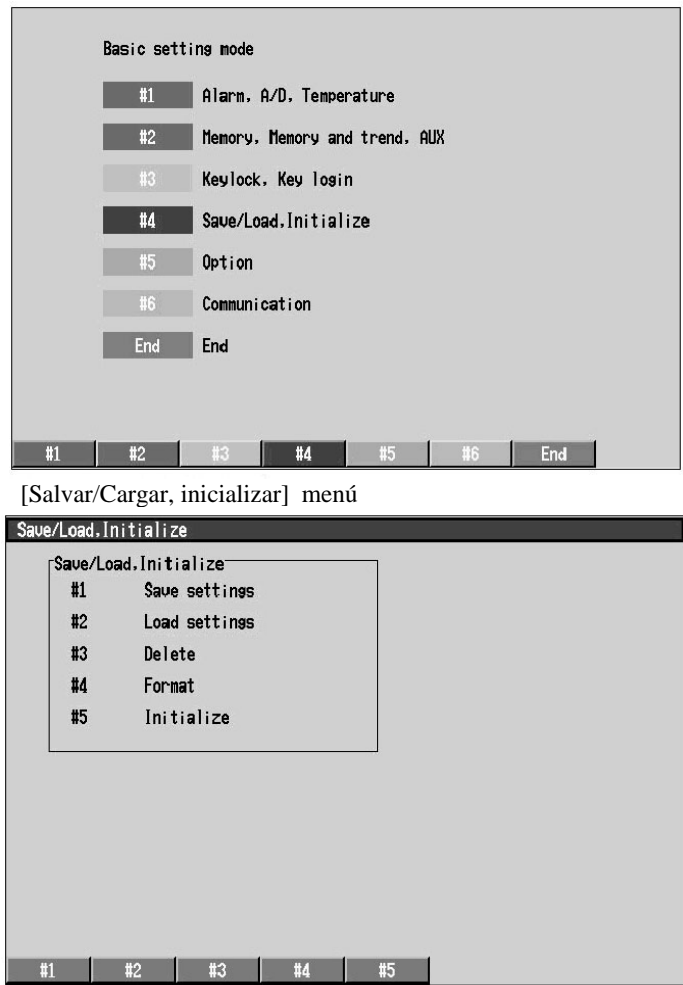 Basic setting mode
#1 Alarm, A/D, Temperature
#2 Memory, Memory and trend, AUX
#3 Keylock, Key login
#4 Save/Load,Initialize
#5 Option
#6 Communication
End End
#1 #2 #3 #4 #5 #6 End
[Salvar/Cargar, inicializar] menú
Save/Load,Initialize
Save/Load,Initialize
#1 Save settings
#2 Load settings
#3 Delete
#4 Format
#5 Initialize
#1 #2 #3 #4 #5